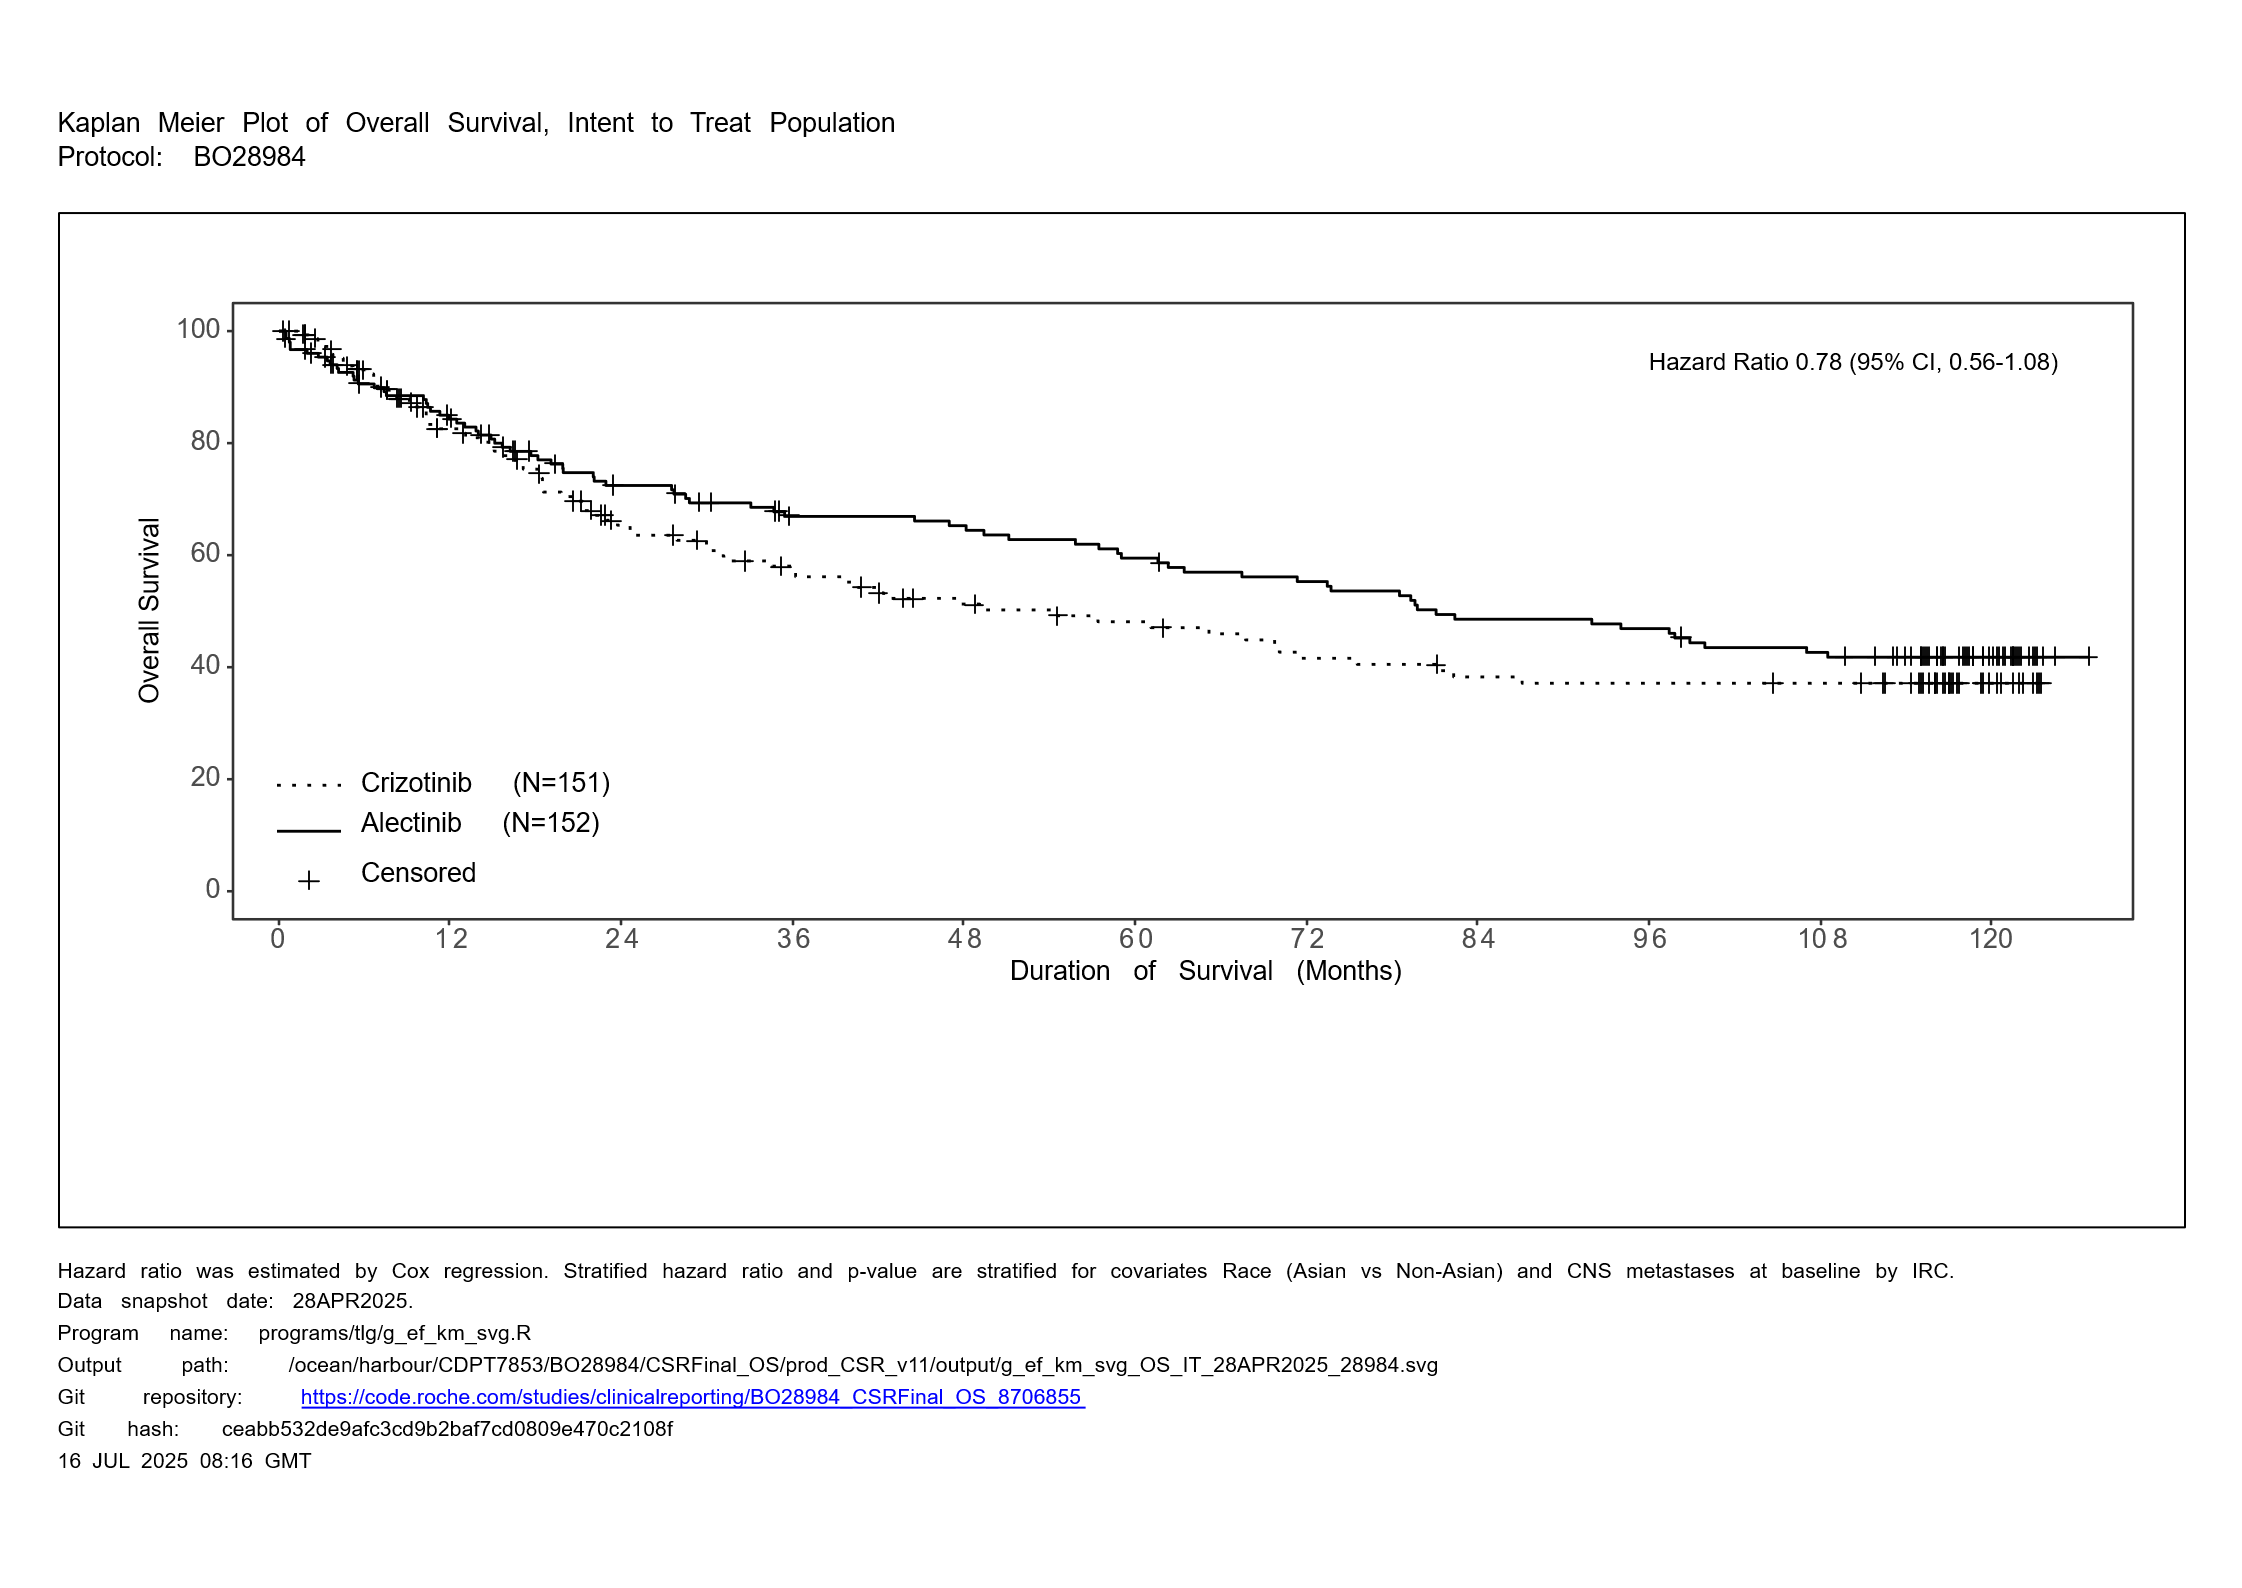 Kaplan Meier Plot of Overall Survival, Intent to Treat Population
Protocol: BO28984
Hazard Ratio 0.78 (95% CI, 0.56-1.08)
Overall Survival
100
80
60
40
20
0
Crizotinib (N=151)
Alectinib (N=152)
Censored
0 12 24 36 48 60 72 84 96 108 120
Duration of Survival (Months)
Hazard ratio was estimated by Cox regression. Stratified hazard ratio and p-value are stratified for covariates Race (Asian vs Non-Asian) and CNS metastases at baseline by IRC.
Data snapshot date: 28APR2025.
Program name: programs/tlg/g_ef_km_svg.R
Output path: /ocean/harbour/CDPT7853/BO28984/CSRFinal_OS/prod_CSR_v11/output/g_ef_km_svg_OS_IT_28APR2025_28984.svg
Git repository: https://code.roche.com/studies/clinicalreporting/BO28984_CSRFinal_OS_8706855
Git hash: ceabb532de9afc3cd9b2baf7cd0809e470c2108f
16 JUL 2025 08:16 GMT